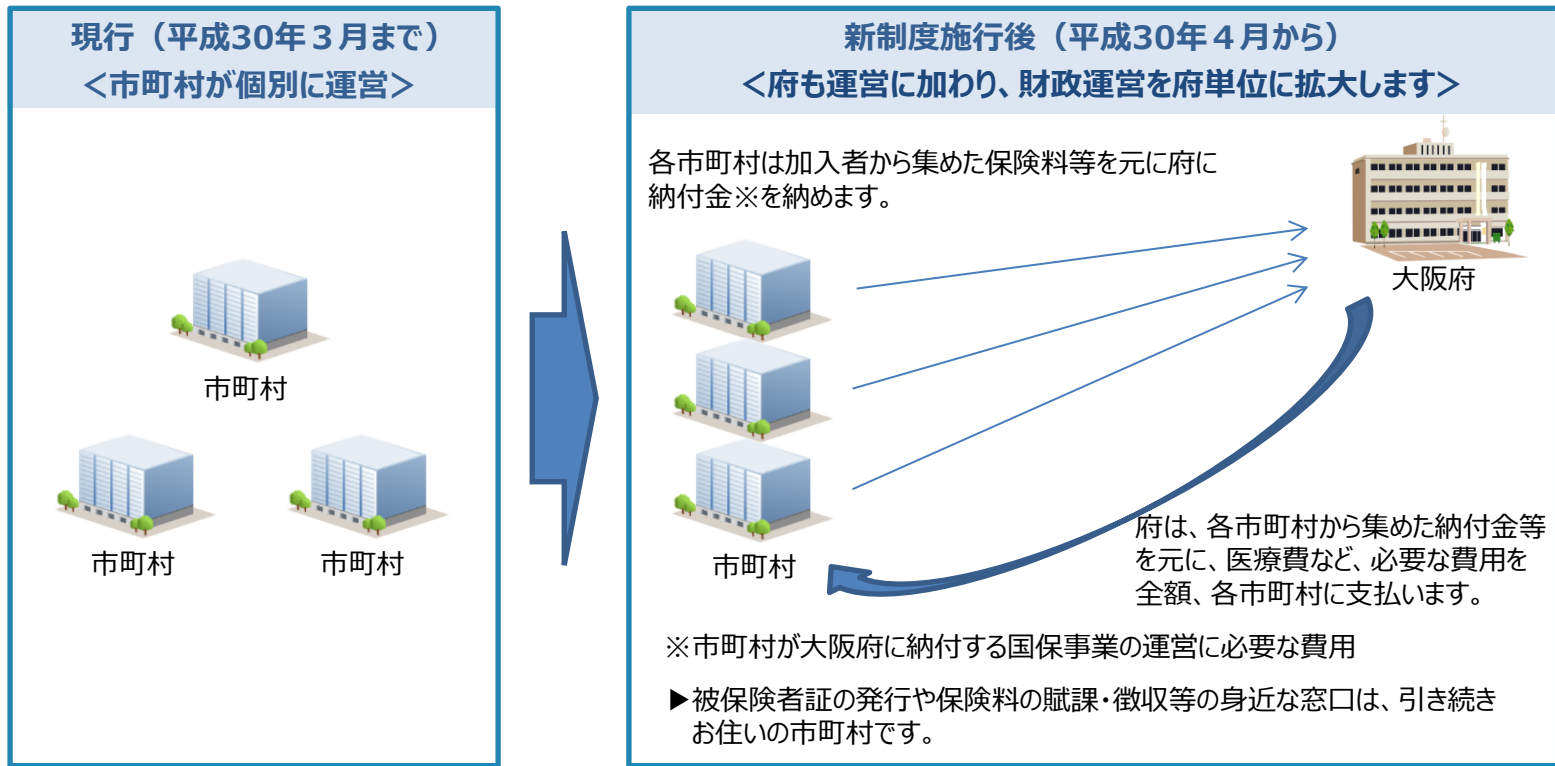 現行（平成30年３月まで）
＜市町村が個別に運営＞
市町村
市町村
市町村
新制度施行後（平成30年４月から）
＜府も運営に加わり、財政運営を府単位に拡大します＞
各市町村は加入者から集めた保険料等を元に府に
納付金※を納めます。
大阪府
市町村
府は、各市町村から集めた納付金等
を元に、医療費など、必要な費用を
全額、各市町村に支払います。
※市町村が大阪府に納付する国保事業の運営に必要な費用
▶被保険者証の発行や保険料の賦課・徴収等の身近な窓口は、引き続き
お住いの市町村です。